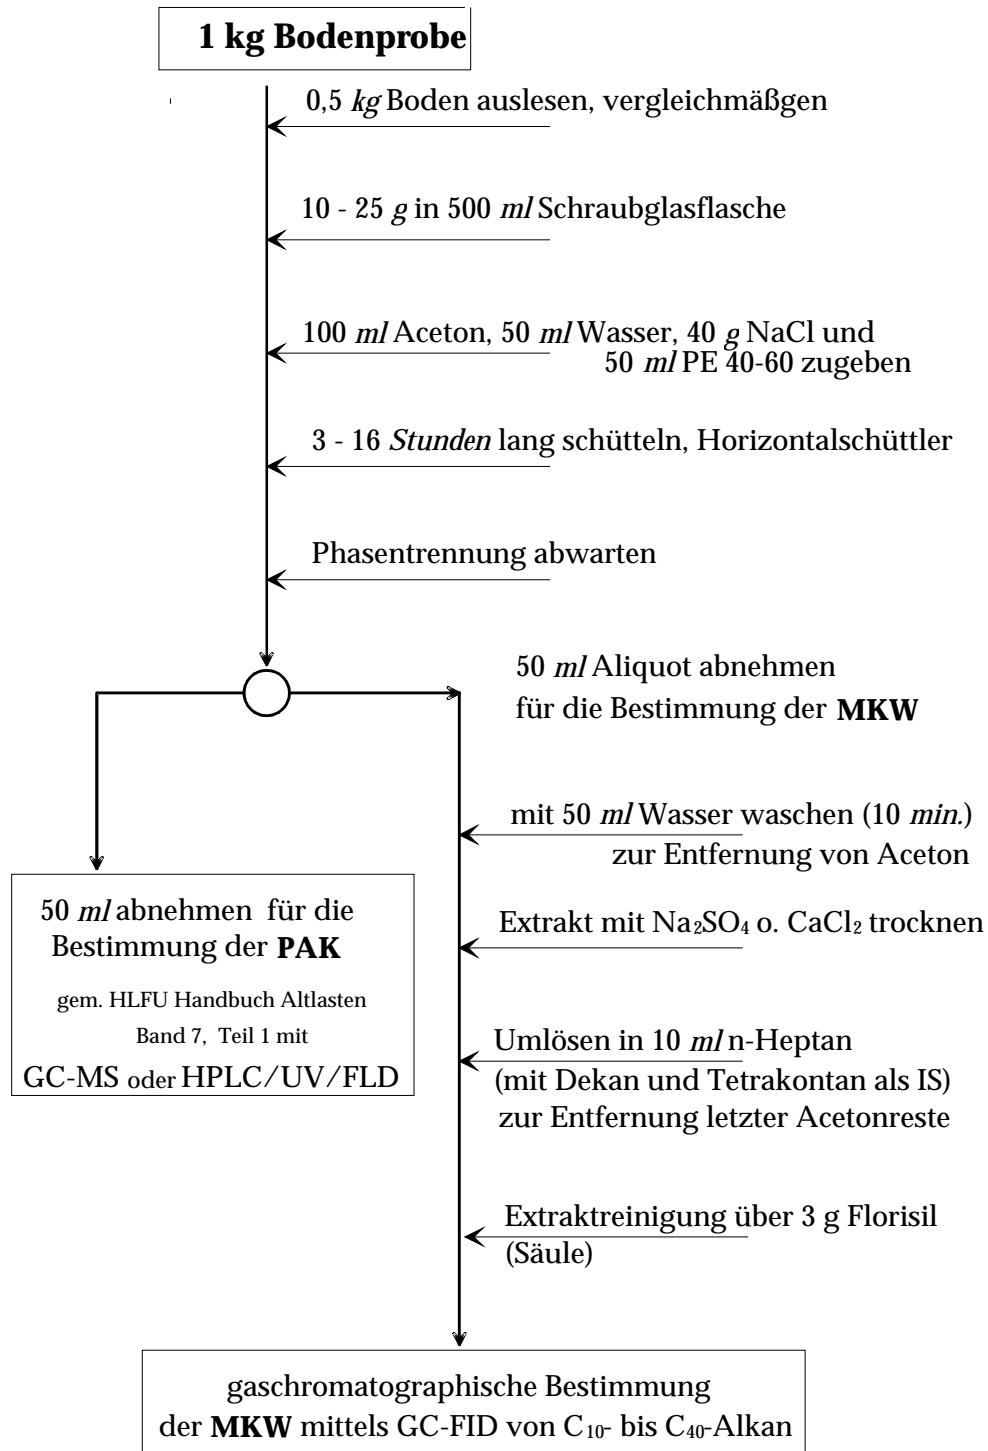 1 kg Bodenprobe
0,5 kg Boden auslesen, vergleichmäßgen
10 - 25 g in 500 ml Schraubglasflasche
100 ml Aceton, 50 ml Wasser, 40 g NaCl und
50 ml PE 40-60 zugeben
3 - 16 Stunden lang schütteln, Horizontalschüttler
Phasentrennung abwarten
50 ml Aliquot abnehmen
für die Bestimmung der MKW
mit 50 ml Wasser waschen (10 min.)
zur Entfernung von Aceton
50 ml abnehmen für die
Bestimmung der PAK
gem. HLFU Handbuch Altlasten
Band 7, Teil 1 mit
GC-MS oder HPLC/UV/FLD
Extrakt mit Na₂SO₄ o. CaCl₂ trocknen
Umlösen in 10 ml n-Heptan
(mit Dekan und Tetrakontan als IS)
zur Entfernung letzter Acetonreste
Extraktreinigung über 3 g Florisil
(Säule)
gaschromatographische Bestimmung
der MKW mittels GC-FID von C₁₀- bis C₄₀-Alkan